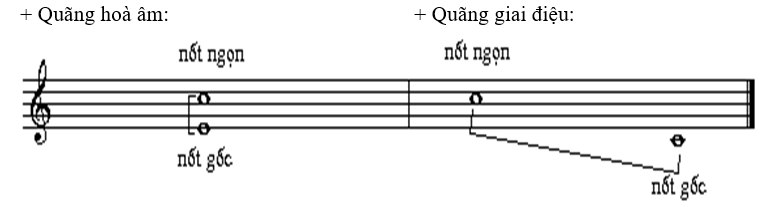 + Quãng hoà âm: + Quãng giai điệu:
nốt ngọn nốt ngọn
nốt gốc
nốt gốc